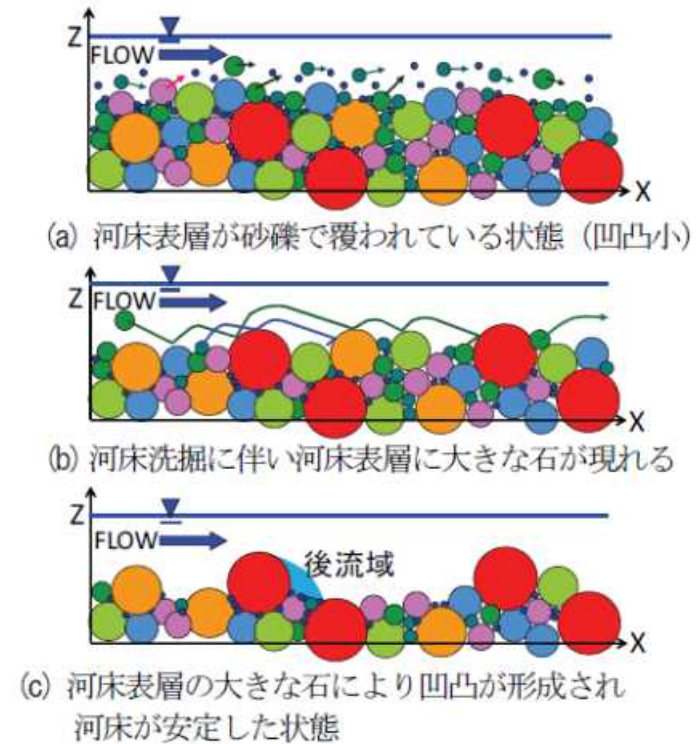 Z
FLOW
X
(a) 河床表層が砂礫で覆われている状態（凹凸小）
Z
FLOW
X
(b) 河床洗掘に伴い河床表層に大きな石が現れる
Z
FLOW
後流域
X
(c) 河床表層の大きな石により凹凸が形成され
河床が安定した状態